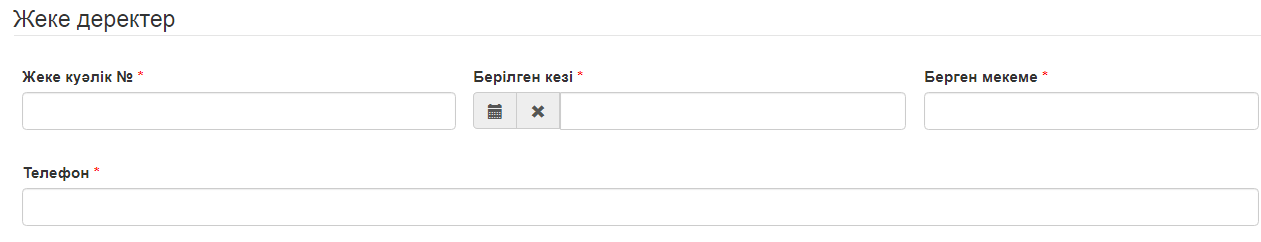 Жеке деректер
Жеке куәлік № * Берілген кезі * Берген мекеме *
Телефон *